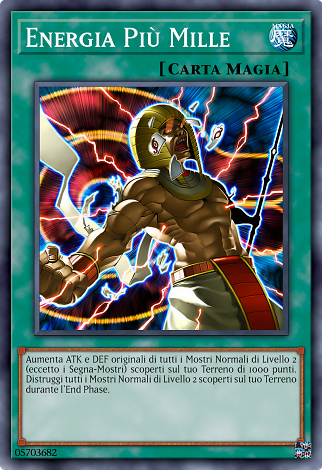 Energia Più Mille
MAGIA
[Carta Magia]
Aumenta ATK e DEF originali di tutti i Mostri Normali di Livello 2
(eccetto i Segna-Mostri) scoperti sul tuo Terreno di 1000 punti.
Distruggi tutti i Mostri Normali di Livello 2 scoperti sul tuo Terreno
durante l'End Phase.
05703682